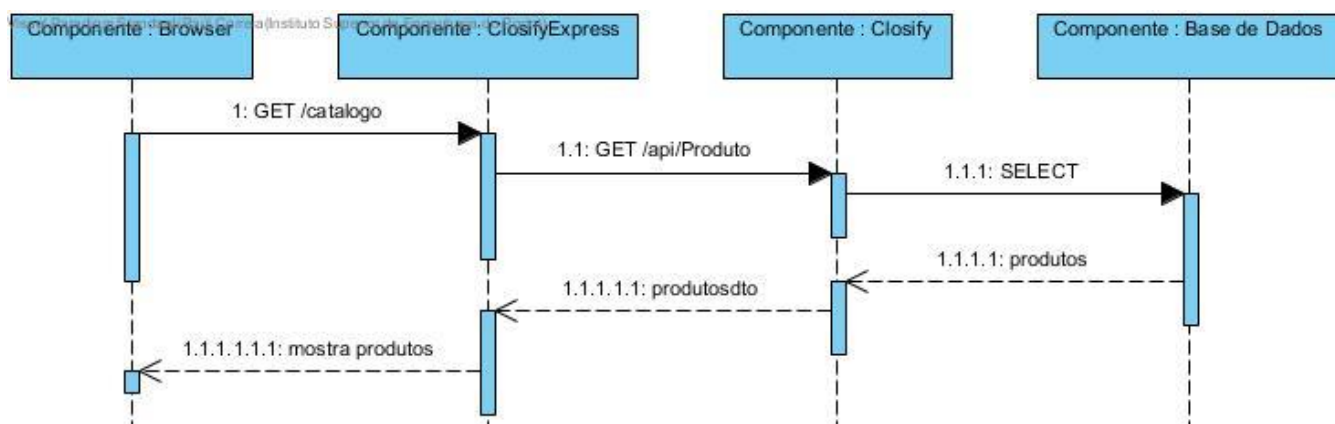 Componente : Browser
Componente : ClosifyExpress
Componente : Closify
Componente : Base de Dados
1: GET /catalogo
1.1: GET /api/Produto
1.1.1: SELECT
1.1.1.1: produtos
1.1.1.1.1: produtosdto
1.1.1.1.1.1: mostra produtos